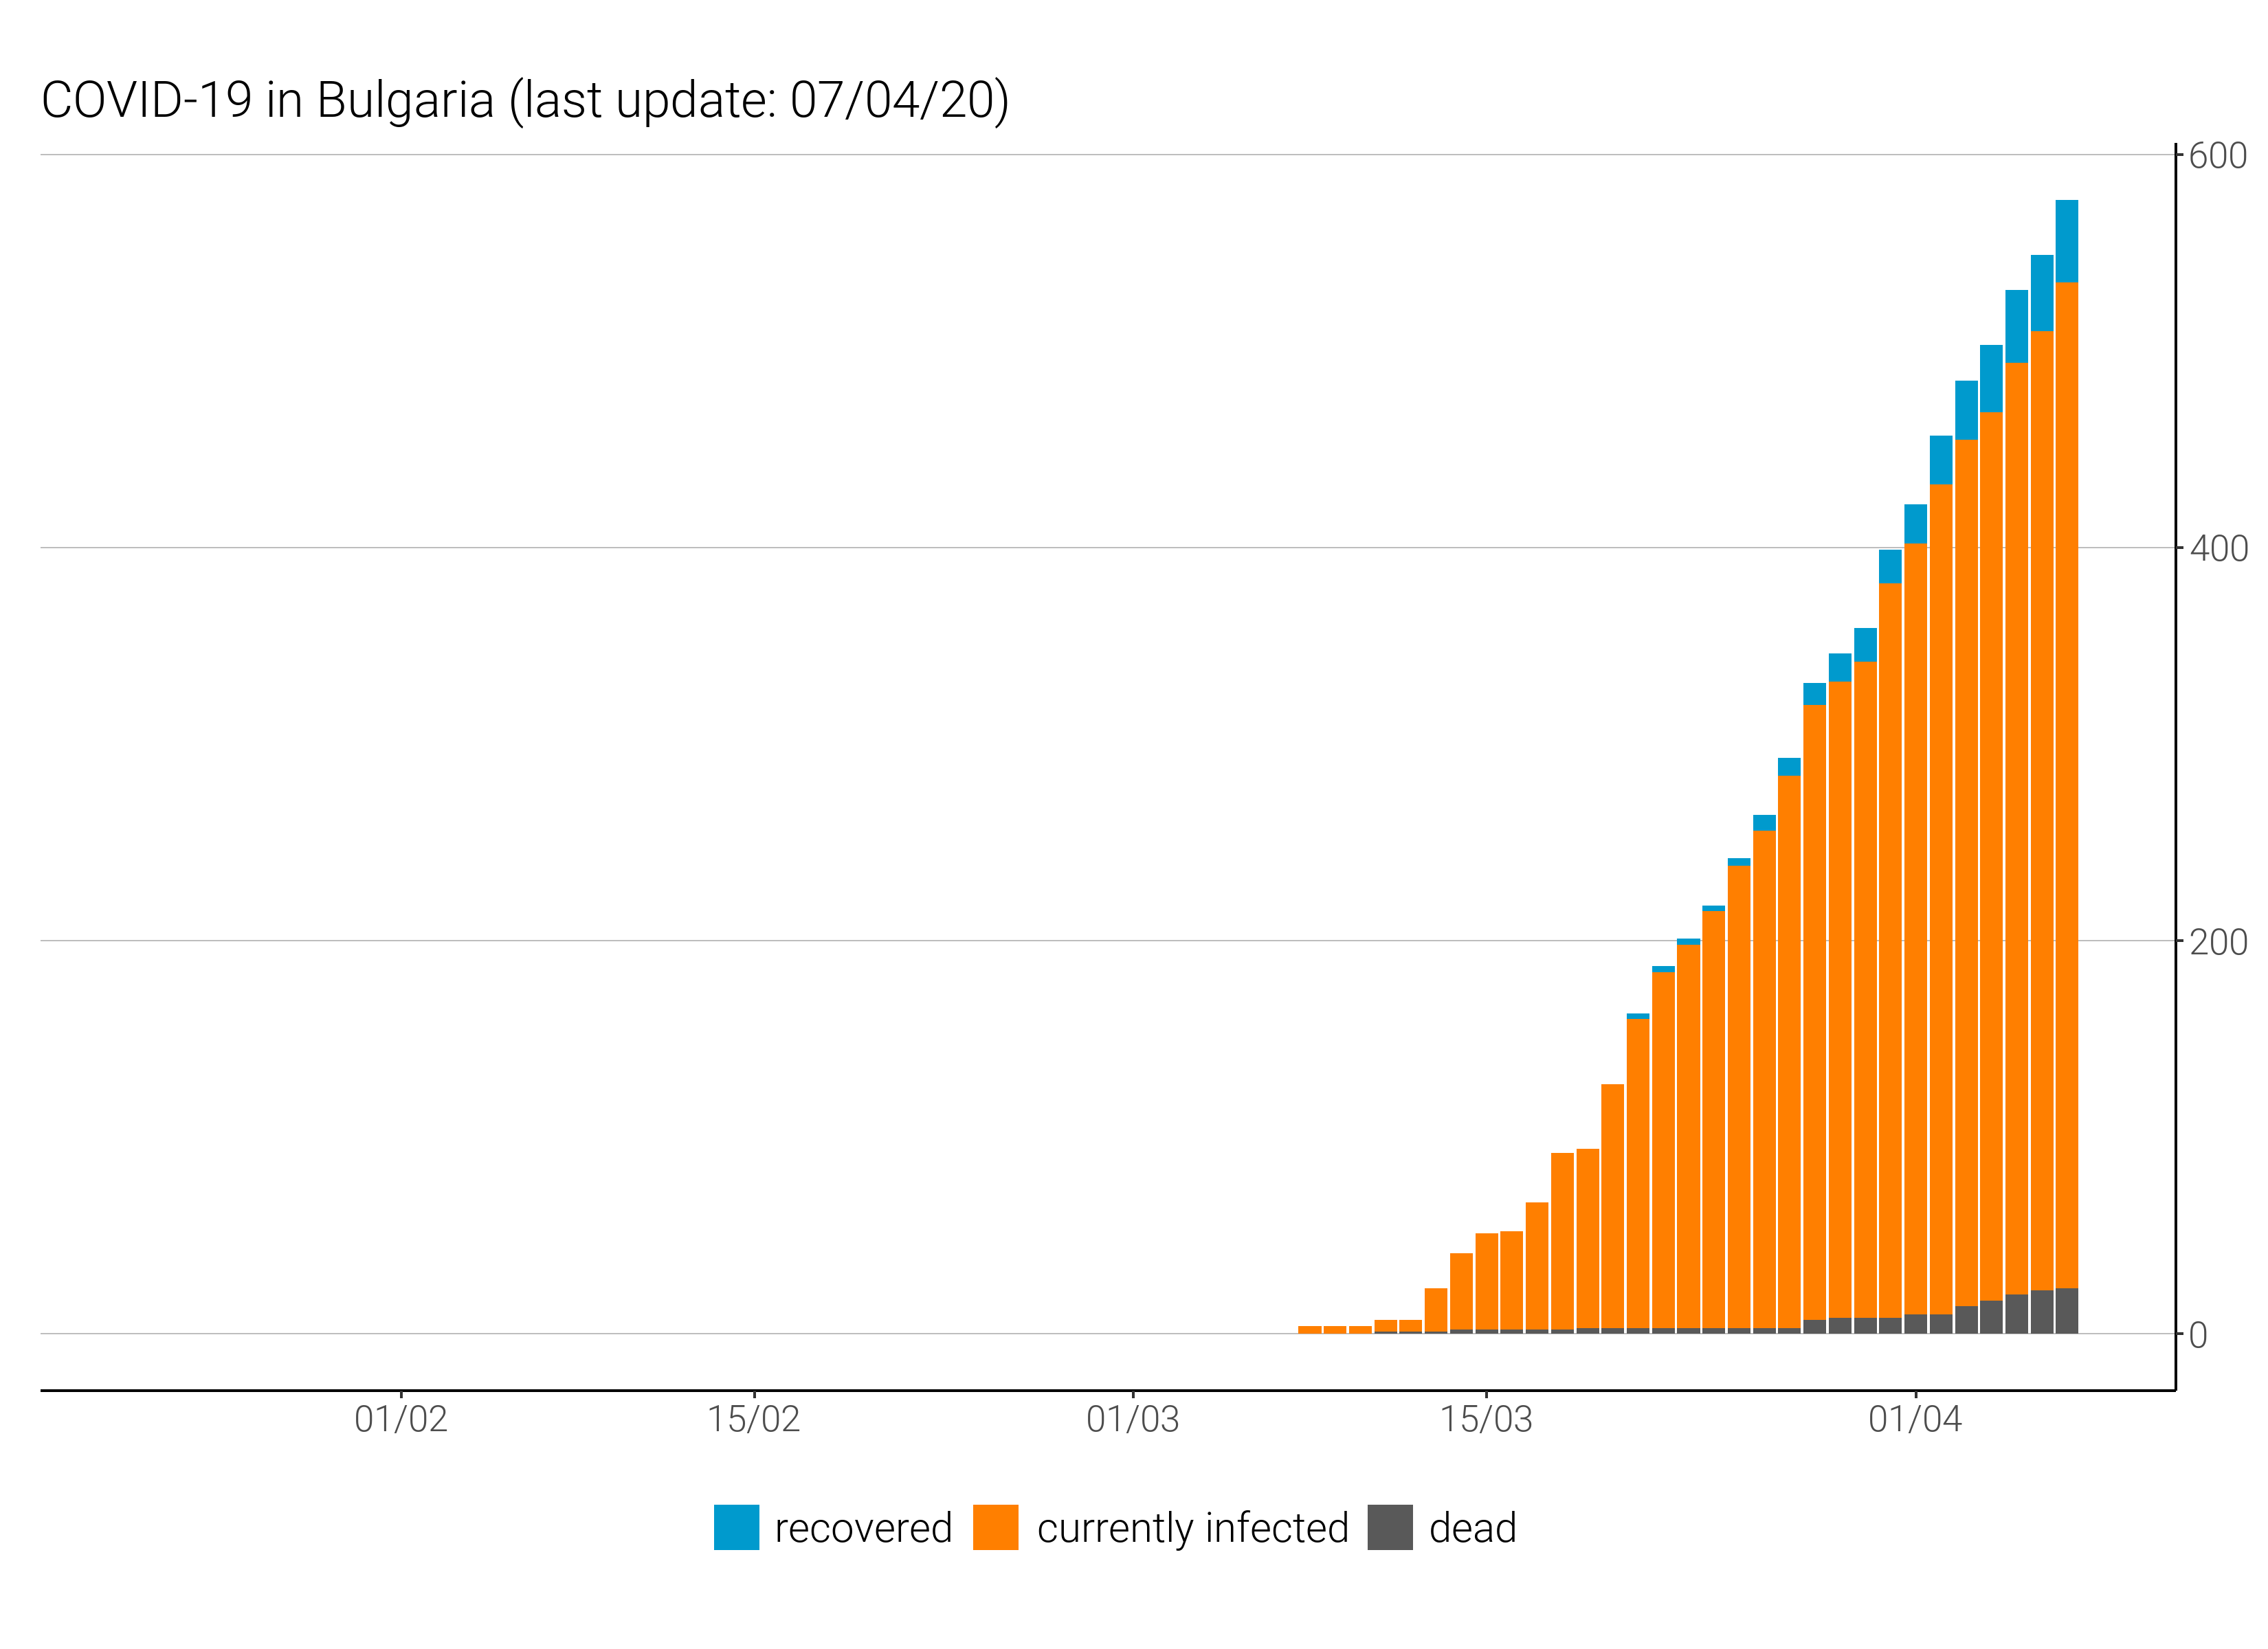 COVID-19 in Bulgaria (last update: 07/04/20)
600
400
200
0
01/02 15/02 01/03 15/03 01/04
recovered currently infected dead